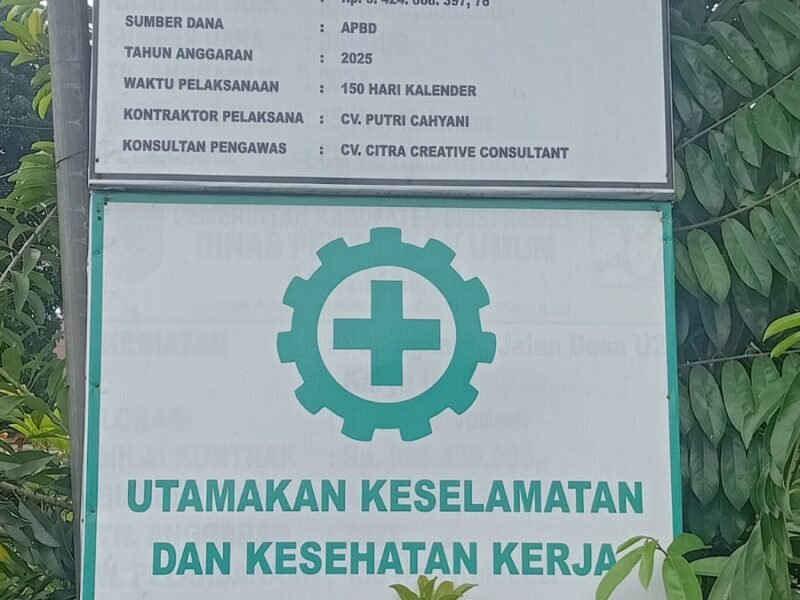 SUMBER DANA : APBD
TAHUN ANGGARAN : 2025
WAKTU PELAKSANAAN : 150 HARI KALENDER
KONTRAKTOR PELAKSANA : CV. PUTRI CAHYANI
KONSULTAN PENGAWAS : CV. CITRA CREATIVE CONSULTANT
UTAMAKAN KESELAMATAN
DAN KESEHATAN KERJA